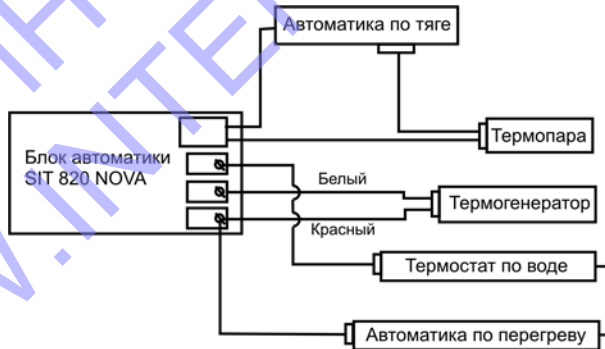 Автоматика по тяге
Термопара
Блок автоматики
SIT 820 NOVA
Белый
Термогенератор
Красный
Термостат по воде
Автоматика по перегреву